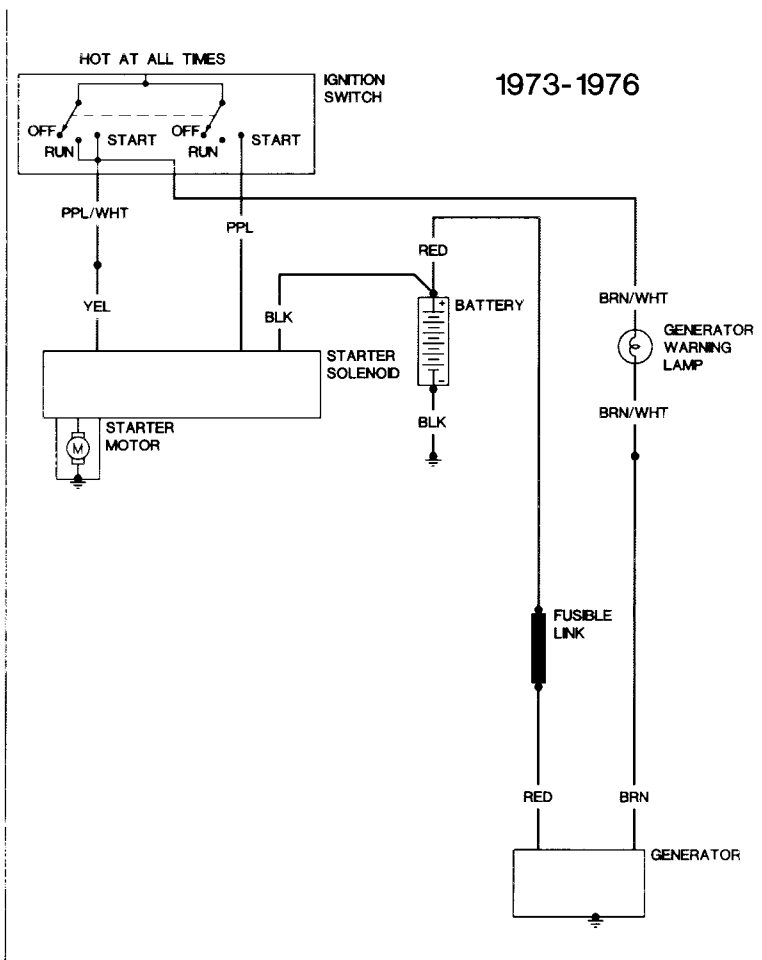 HOT AT ALL TIMES
IGNITION
SWITCH
1973-1976
OFF
RUN
START
OFF
RUN
START
PPL/WHT
PPL
RED
YEL
BLK
BATTERY
+
-
BRN/WHT
GENERATOR
WARNING
LAMP
STARTER
SOLENOID
BLK
BRN/WHT
STARTER
MOTOR
M
FUSIBLE
LINK
RED
BRN
GENERATOR